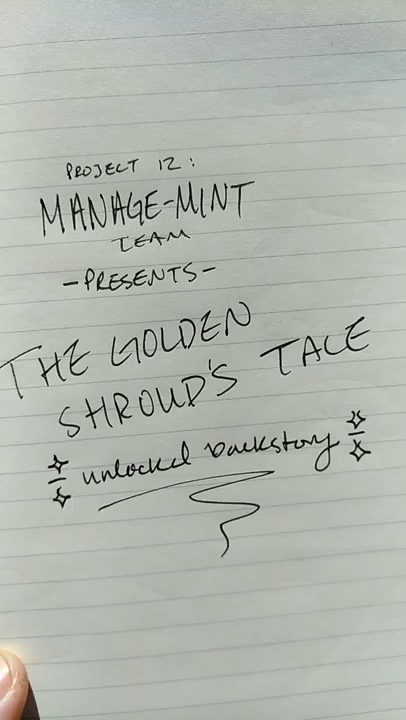 PROJECT 12:
MANAGE-MINT
TEAM
-PRESENTS-
THE GOLDEN
SHROUD'S TALE
unlocked backstory